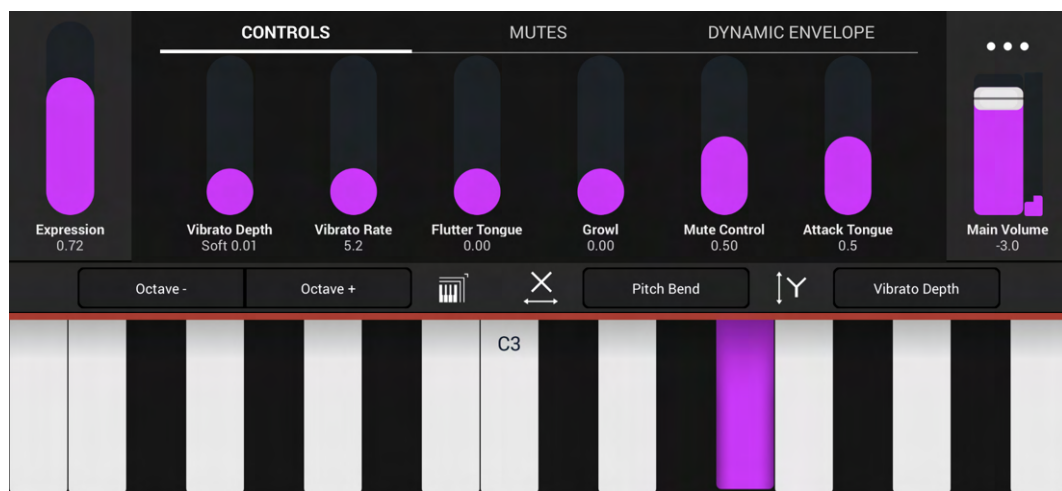 CONTROLS MUTES DYNAMIC ENVELOPE
Expression
0.72
Vibrato Depth
Soft 0.01
Vibrato Rate
5.2
Flutter Tongue
0.00
Growl
0.00
Mute Control
0.50
Attack Tongue
0.5
Main Volume
-3.0
Octave - Octave + X Pitch Bend Y Vibrato Depth
C3